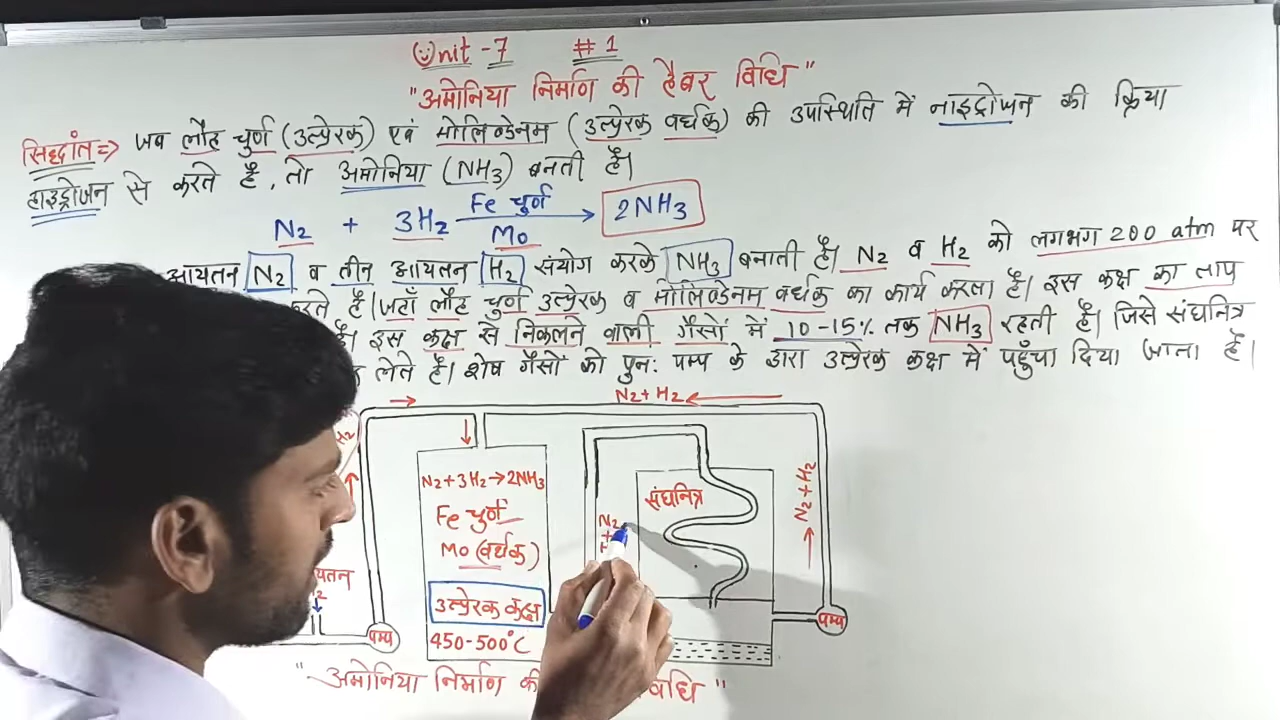 Unit - 7 # 1
"अमोनिया निर्माण की हैबर विधि"
सिद्धांत => जब लौह चुर्ण (उत्प्रेरक) एवं मोलिब्डेनम (उत्प्रेरक वर्धक) की उपस्थिति में नाइट्रोजन की क्रिया
हाइड्रोजन से करते है, तो अमोनिया (NH3) बनती है।
N2 + 3H2 Fe चुर्ण Mo → 2NH3
आयतन N2 व तीन आयतन H2 संयोग करके NH3 बनाती है। N2 व H2 को लगभग 200 atm पर
करते है। जहाँ लौह चुर्ण उत्प्रेरक व मोलिब्डेनम वर्धक का कार्य करता है। इस कक्ष का ताप
है। इस कक्ष से निकलने वाली गैसों में 10-15% तक NH3 रहती है। जिसे संघनित्र
लेते है। शेष गैसों को पुनः पम्प के द्वारा उत्प्रेरक कक्ष में पहुँचा दिया जाता है।
N2 + H2
N2 + 3H2 → 2NH3
Fe चुर्ण
Mo (वर्धक)
उत्प्रेरक कक्ष
450-500°C
संघनित्र
N2
+
N2 + H2
पम्प
पम्प
"अमोनिया निर्माण की विधि"